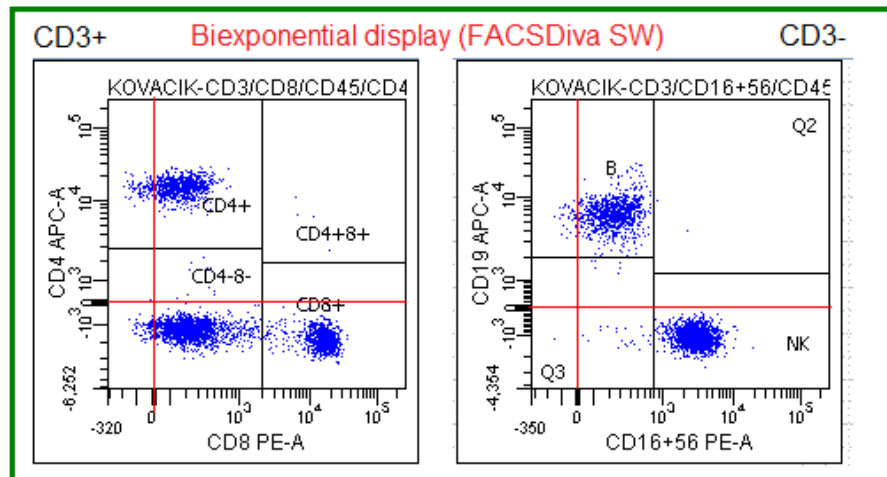 CD3+ Biexponential display (FACSDiva SW) CD3-
KOVACIK-CD3/CD8/CD45/CD4
CD4 APC-A
10^5
10^4
10^3
0
-10^3
-6,252
CD4+
CD4+8+
CD4-8-
CD8+
-320
0
10^3
10^4
10^5
CD8 PE-A
KOVACIK-CD3/CD16+56/CD45
CD19 APC-A
10^5
10^4
10^3
0
-10^3
-4,354
B
Q2
NK
Q3
-350
0
10^3
10^4
10^5
CD16+56 PE-A